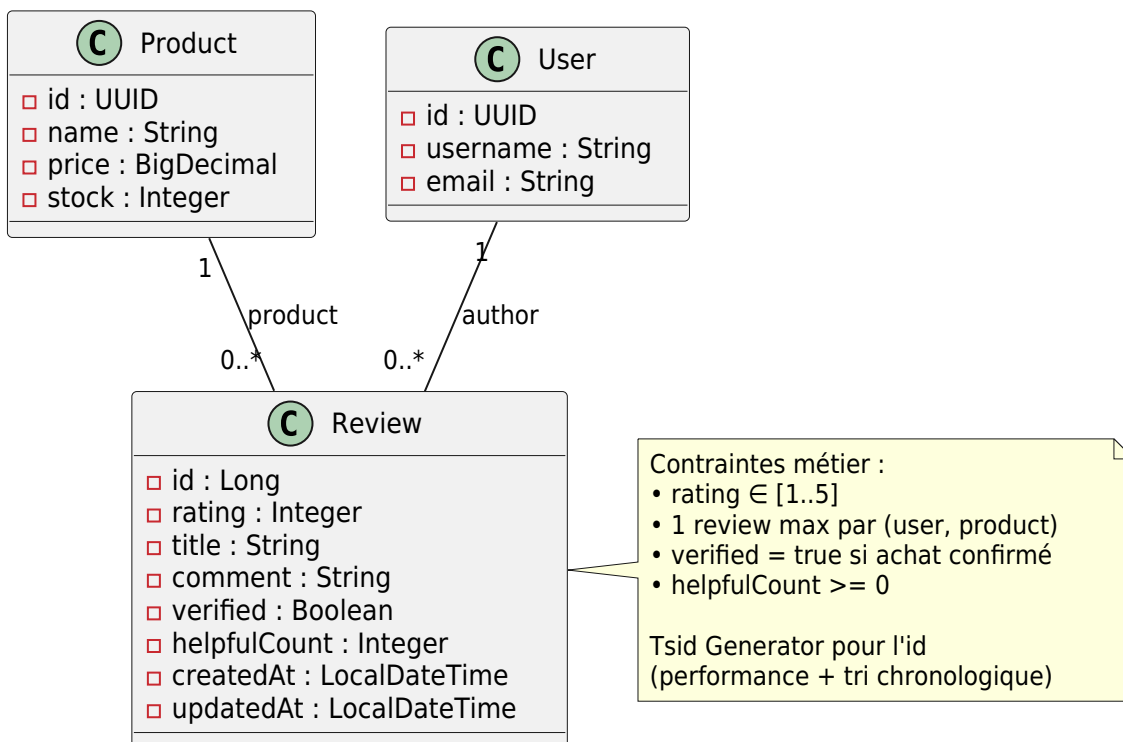 C Product
id : UUID
name : String
price : BigDecimal
stock : Integer
C User
id : UUID
username : String
email : String
1
1
product
author
0..*
0..*
C Review
id : Long
rating : Integer
title : String
comment : String
verified : Boolean
helpfulCount : Integer
createdAt : LocalDateTime
updatedAt : LocalDateTime
Contraintes métier :
• rating ∈ [1..5]
• 1 review max par (user, product)
• verified = true si achat confirmé
• helpfulCount >= 0
Tsid Generator pour l'id
(performance + tri chronologique)